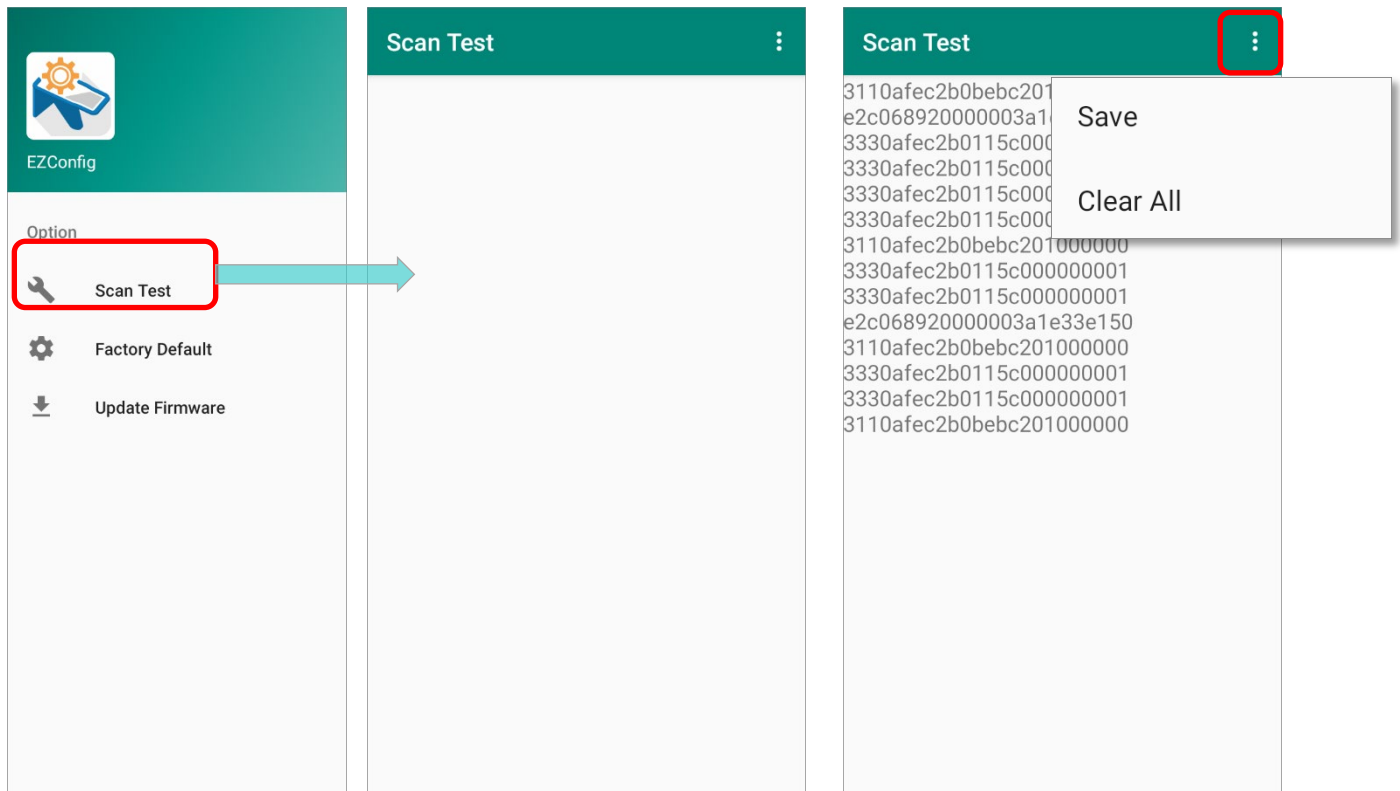 EZConfig
Option
Scan Test
Factory Default
Update Firmware
Scan Test
Scan Test
Save
Clear All
3110afec2b0bebc201
e2c068920000003a1
3330afec2b0115c000
3330afec2b0115c000
3330afec2b0115c000
3330afec2b0115c000
3110afec2b0bebc201000000
3330afec2b0115c000000001
3330afec2b0115c000000001
e2c068920000003a1e33e150
3110afec2b0bebc201000000
3330afec2b0115c000000001
3330afec2b0115c000000001
3110afec2b0bebc201000000